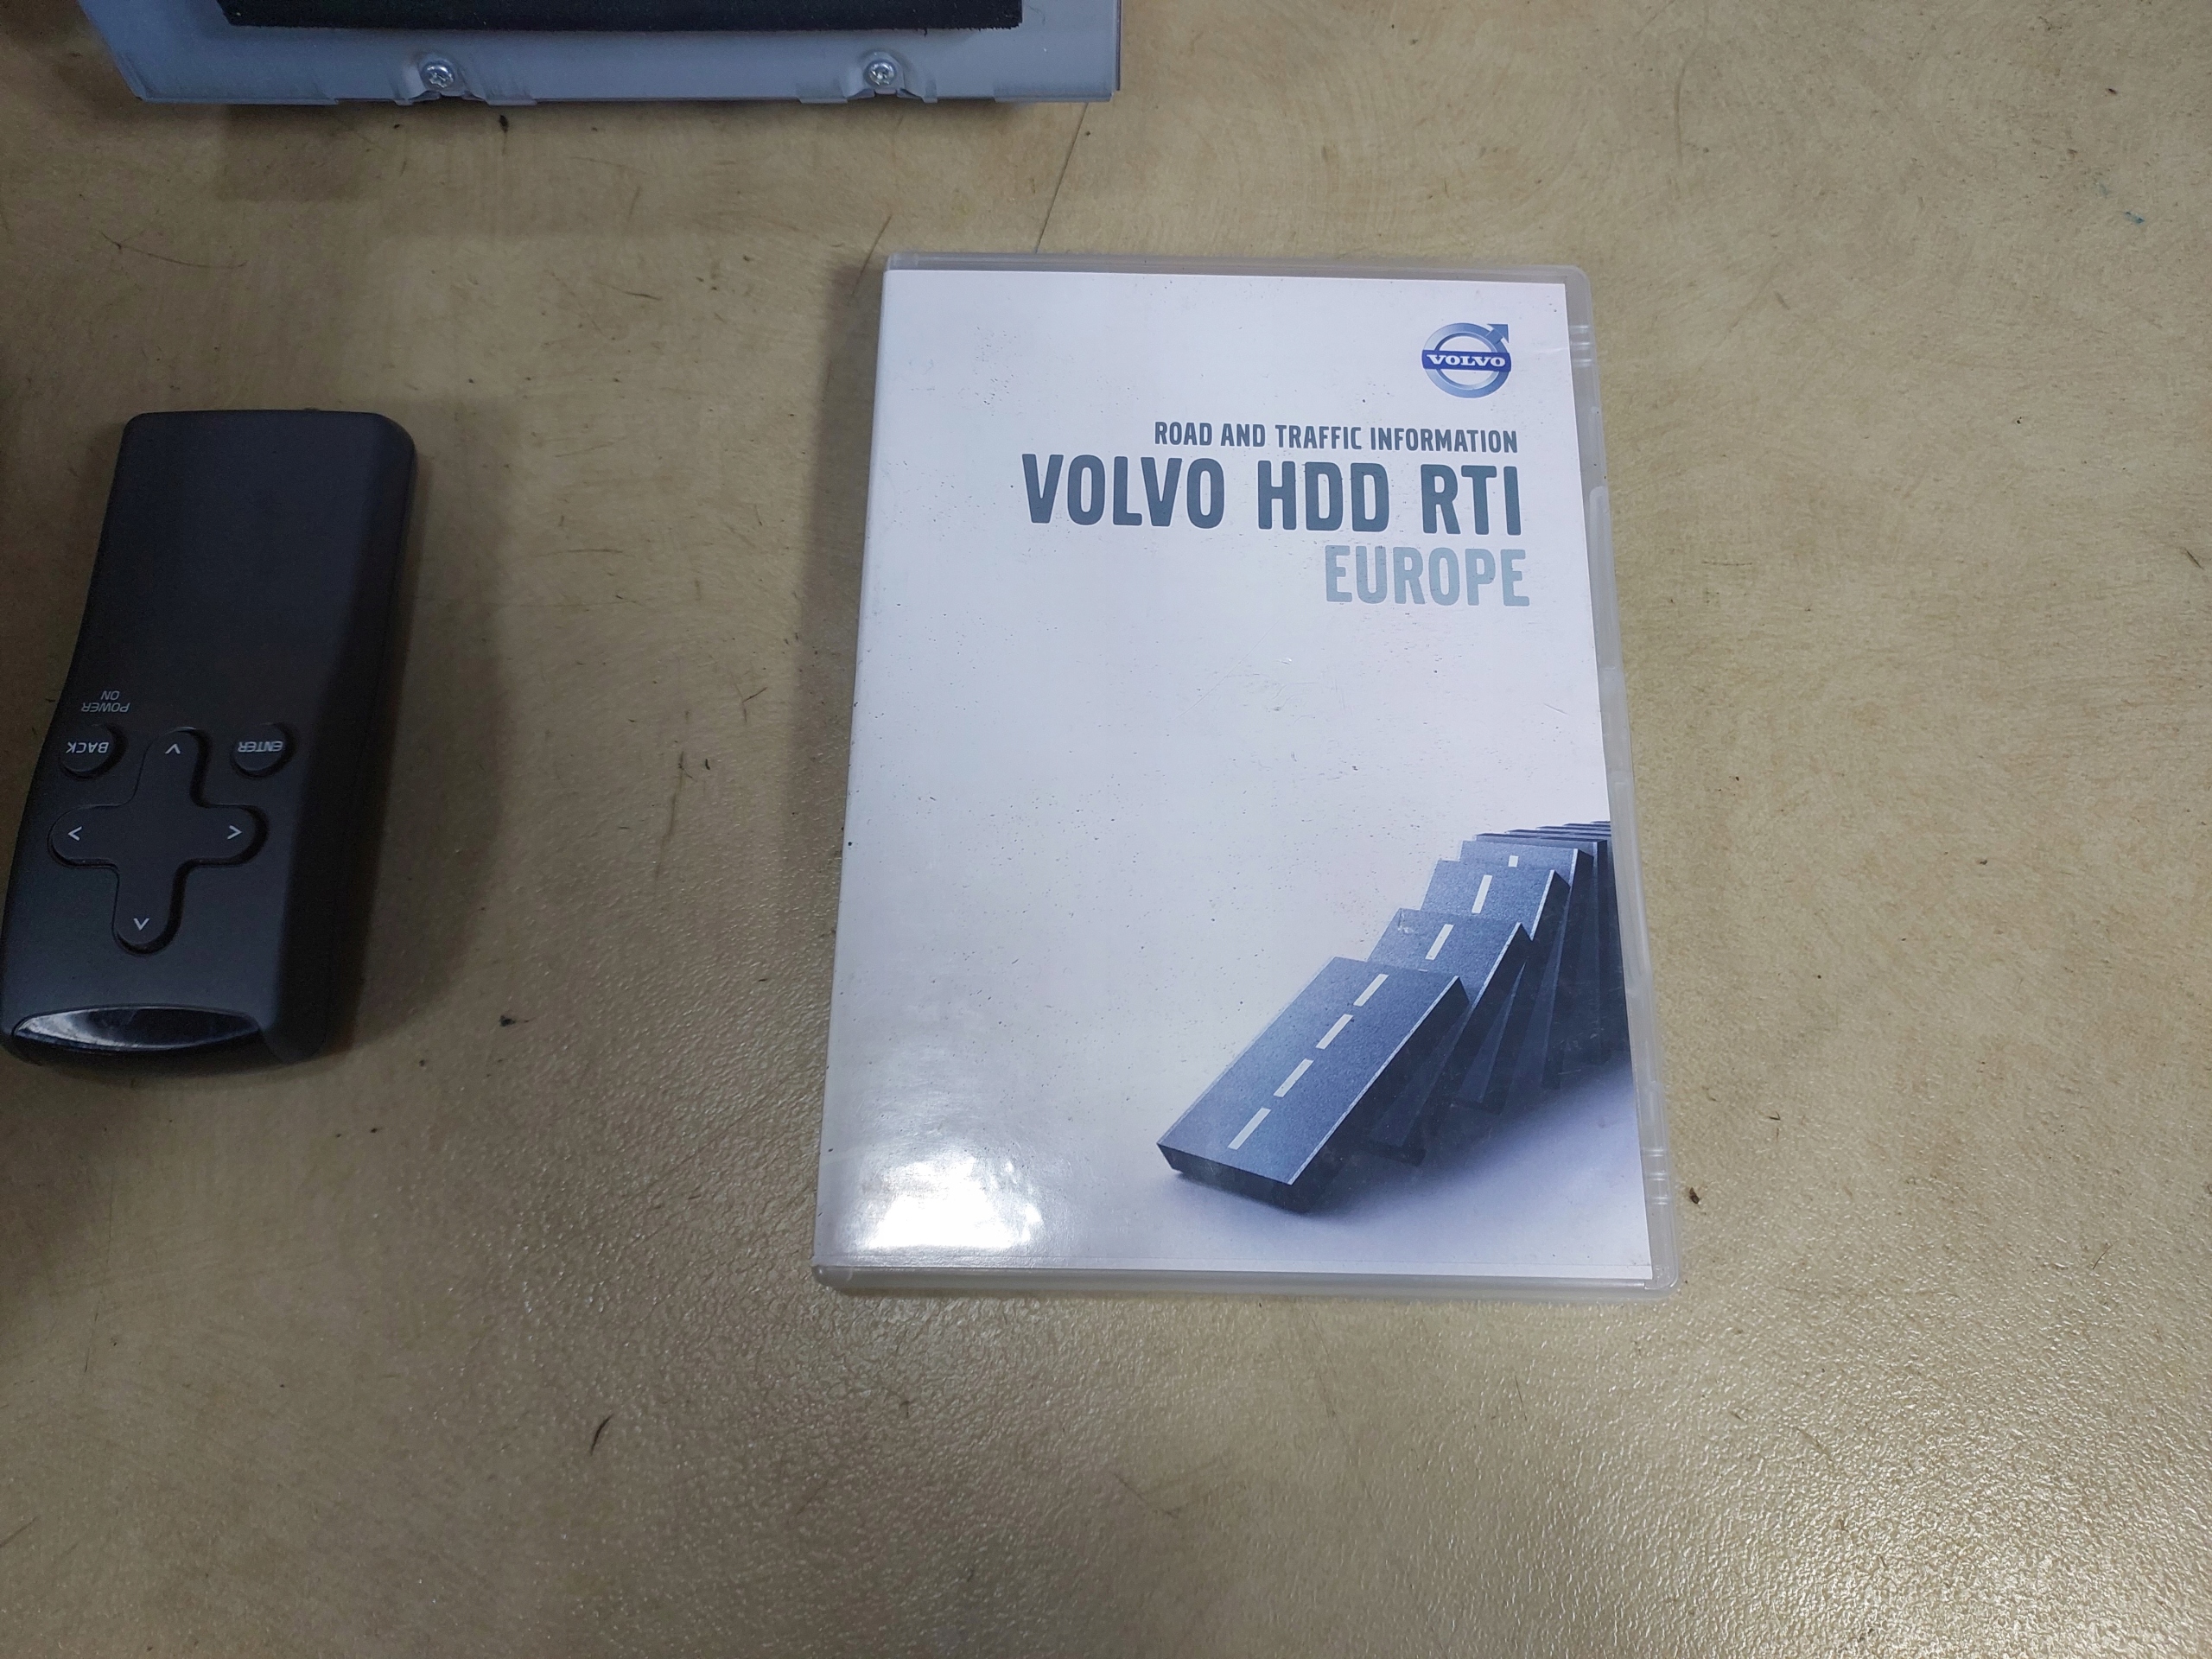 VOLVO
ROAD AND TRAFFIC INFORMATION
VOLVO HDD RTI
EUROPE
POWER
ON
BACK
ENTER